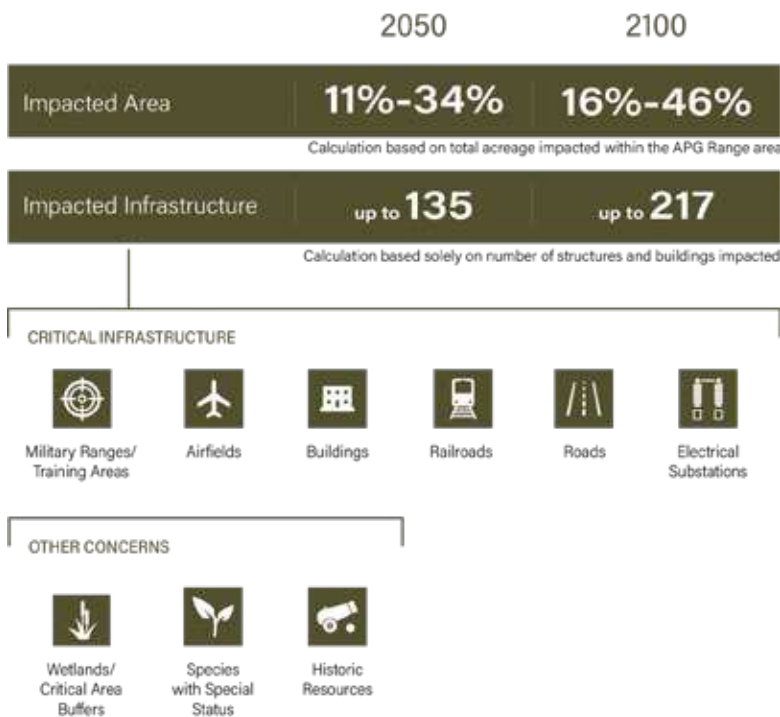 2050 2100
Impacted Area 11%-34% 16%-46%
Calculation based on total acreage impacted within the APG Range area
Impacted Infrastructure up to 135 up to 217
Calculation based solely on number of structures and buildings impacted
CRITICAL INFRASTRUCTURE
Military Ranges/ Airfields Buildings Railroads Roads Electrical
Training Areas Substations
OTHER CONCERNS
Wetlands/ Species Historic
Critical Area with Special Resources
Buffers Status